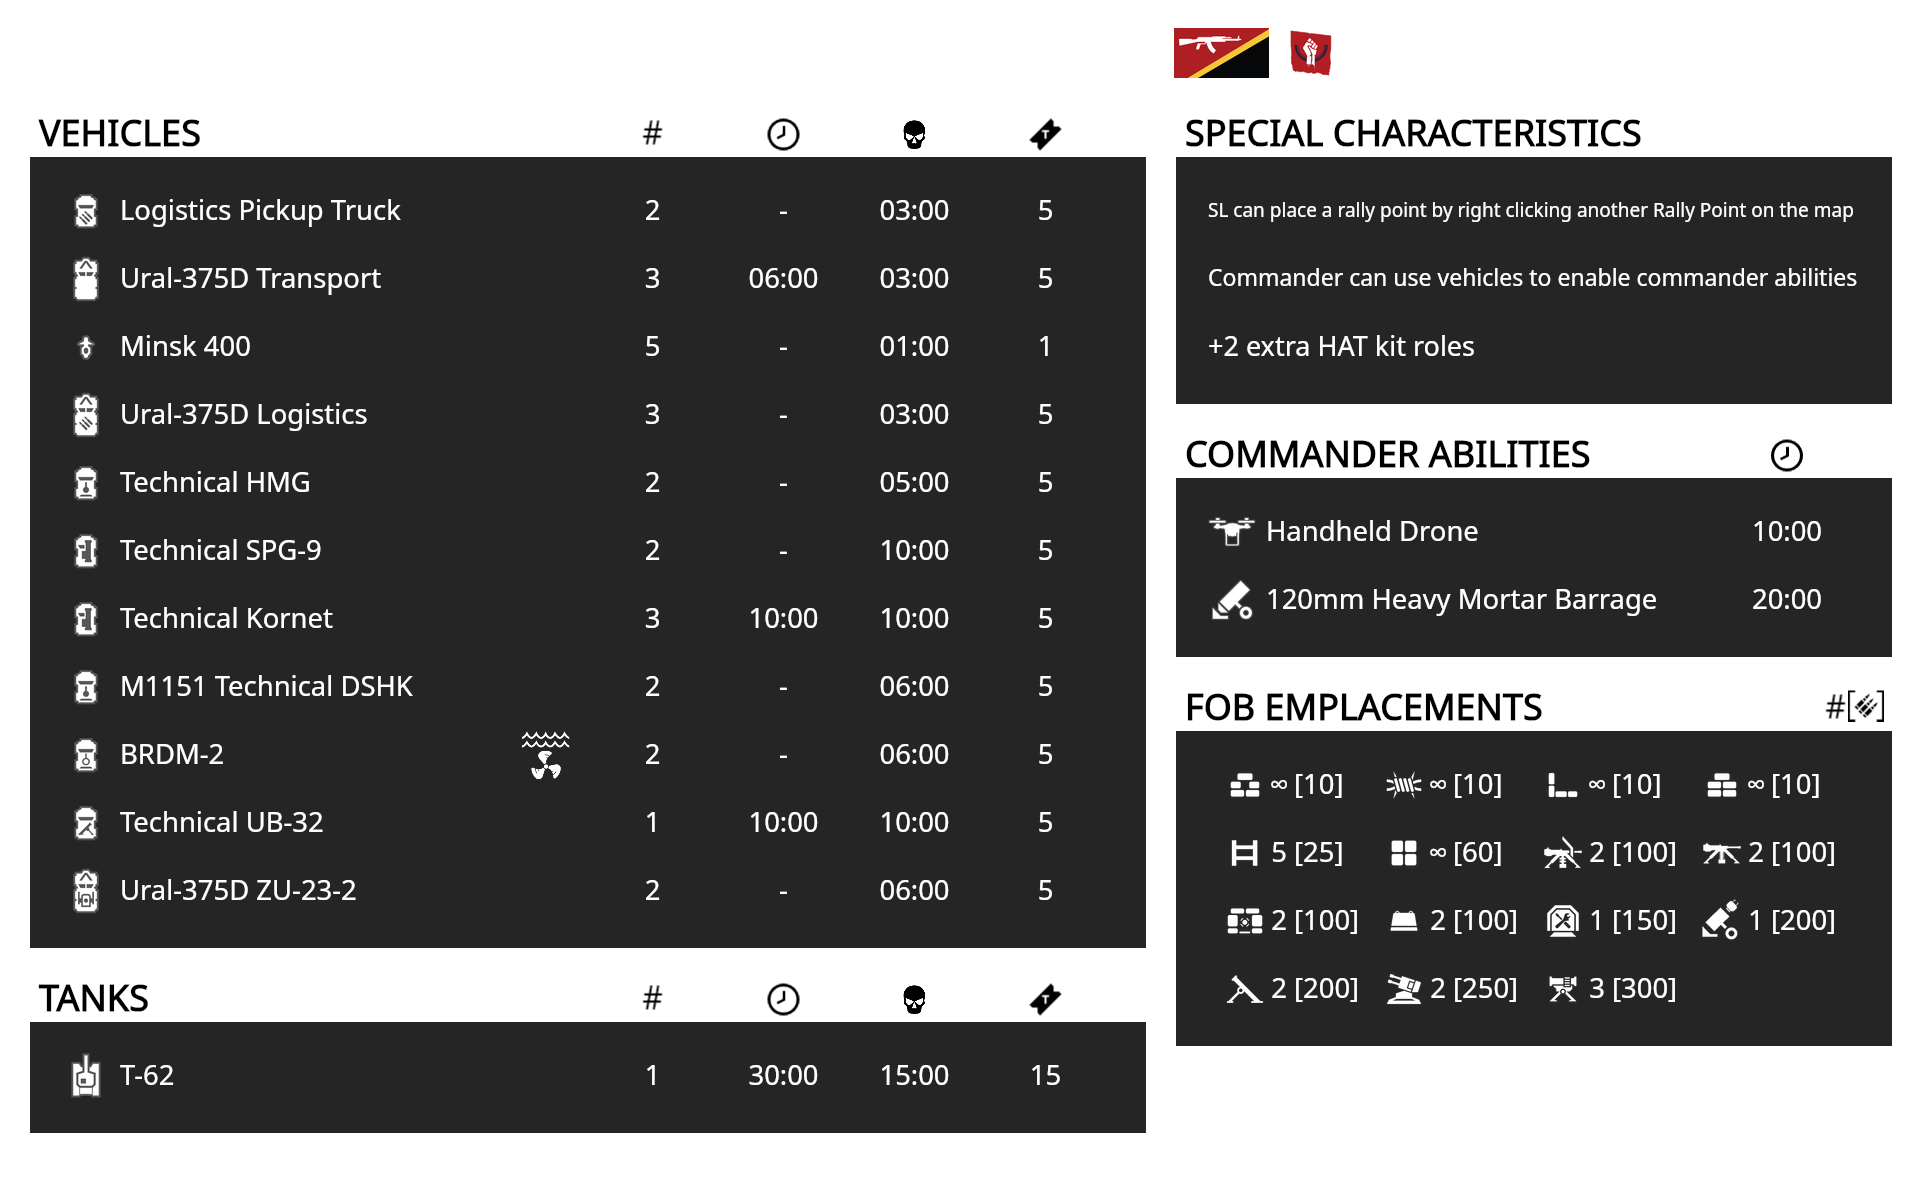 VEHICLES #
Logistics Pickup Truck 2 - 03:00 5
Ural-375D Transport 3 06:00 03:00 5
Minsk 400 5 - 01:00 1
Ural-375D Logistics 3 - 03:00 5
Technical HMG 2 - 05:00 5
Technical SPG-9 2 - 10:00 5
Technical Kornet 3 10:00 10:00 5
M1151 Technical DSHK 2 - 06:00 5
BRDM-2 2 - 06:00 5
Technical UB-32 1 10:00 10:00 5
Ural-375D ZU-23-2 2 - 06:00 5
TANKS #
T-62 1 30:00 15:00 15
SPECIAL CHARACTERISTICS
SL can place a rally point by right clicking another Rally Point on the map
Commander can use vehicles to enable commander abilities
+2 extra HAT kit roles
COMMANDER ABILITIES
Handheld Drone 10:00
120mm Heavy Mortar Barrage 20:00
FOB EMPLACEMENTS #[]
∞ [10] ∞ [10] ∞ [10] ∞ [10]
5 [25] ∞ [60] 2 [100] 2 [100]
2 [100] 2 [100] 1 [150] 1 [200]
2 [200] 2 [250] 3 [300]